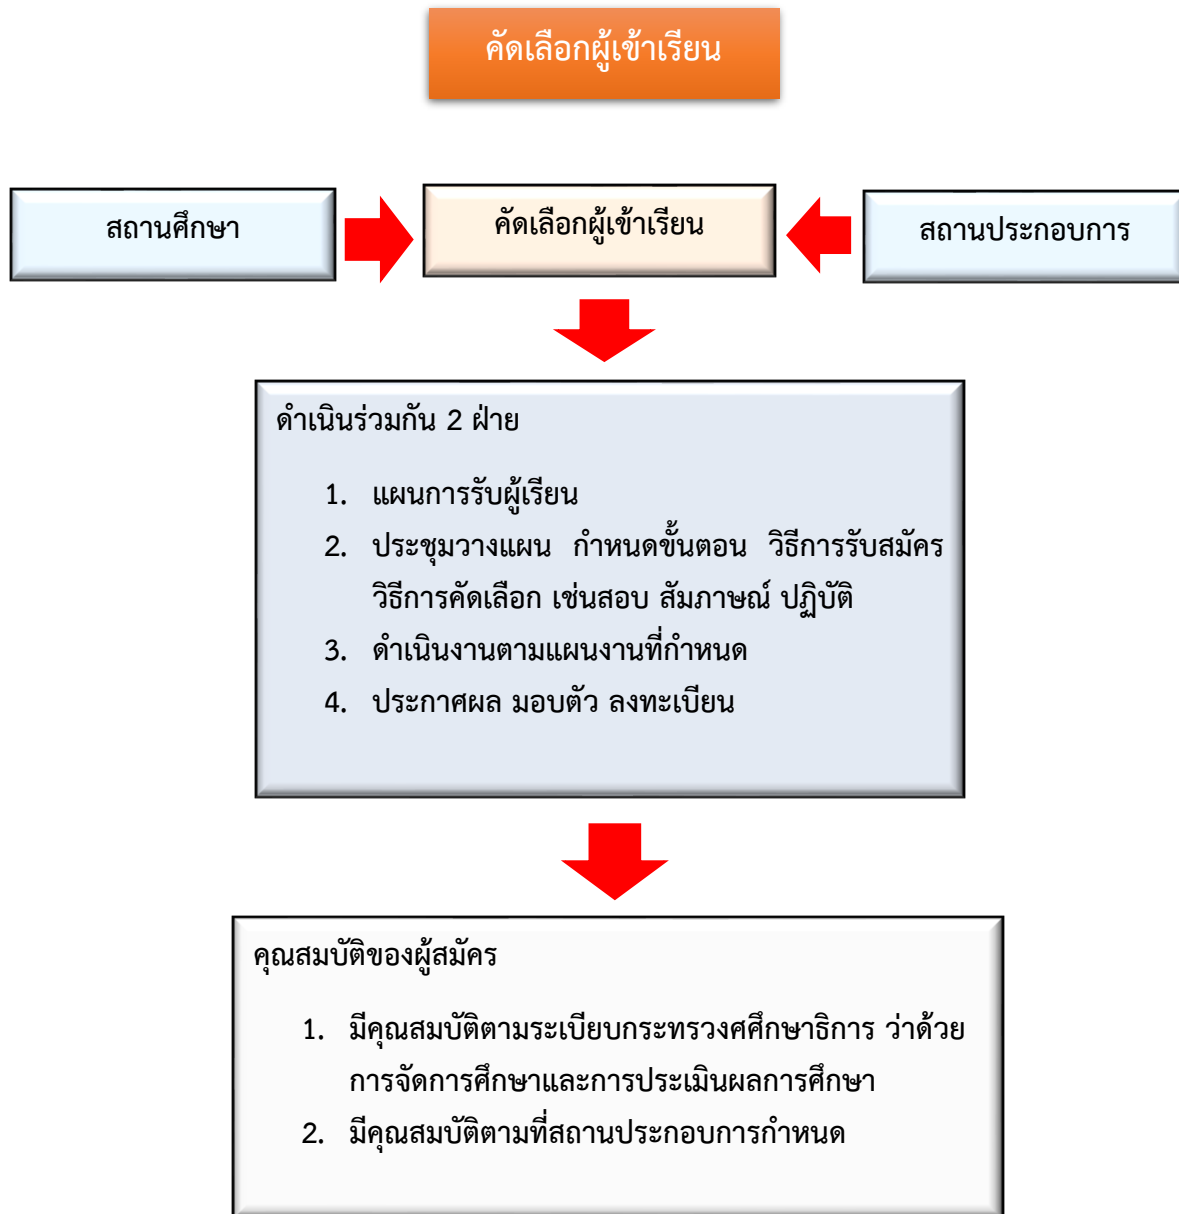 คัดเลือกผู้เข้าเรียน
สถานศึกษา
คัดเลือกผู้เข้าเรียน
สถานประกอบการ
ดำเนินร่วมกัน 2 ฝ่าย
1. แผนการรับผู้เรียน
2. ประชุมวางแผน กำหนดขั้นตอน วิธีการรับสมัคร
วิธีการคัดเลือก เช่นสอบ สัมภาษณ์ ปฏิบัติ
3. ดำเนินงานตามแผนงานที่กำหนด
4. ประกาศผล มอบตัว ลงทะเบียน
คุณสมบัติของผู้สมัคร
1. มีคุณสมบัติตามระเบียบกระทรวงศศึกษาธิการ ว่าด้วย
การจัดการศึกษาและการประเมินผลการศึกษา
2. มีคุณสมบัติตามที่สถานประกอบการกำหนด